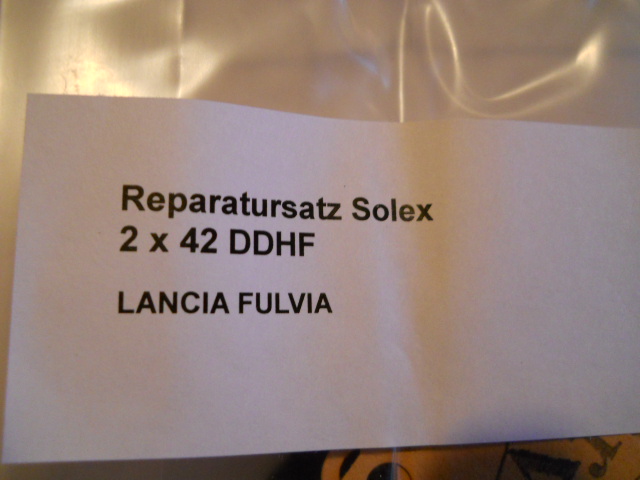 Reparatursatz Solex
2 x 42 DDHF
LANCIA FULVIA